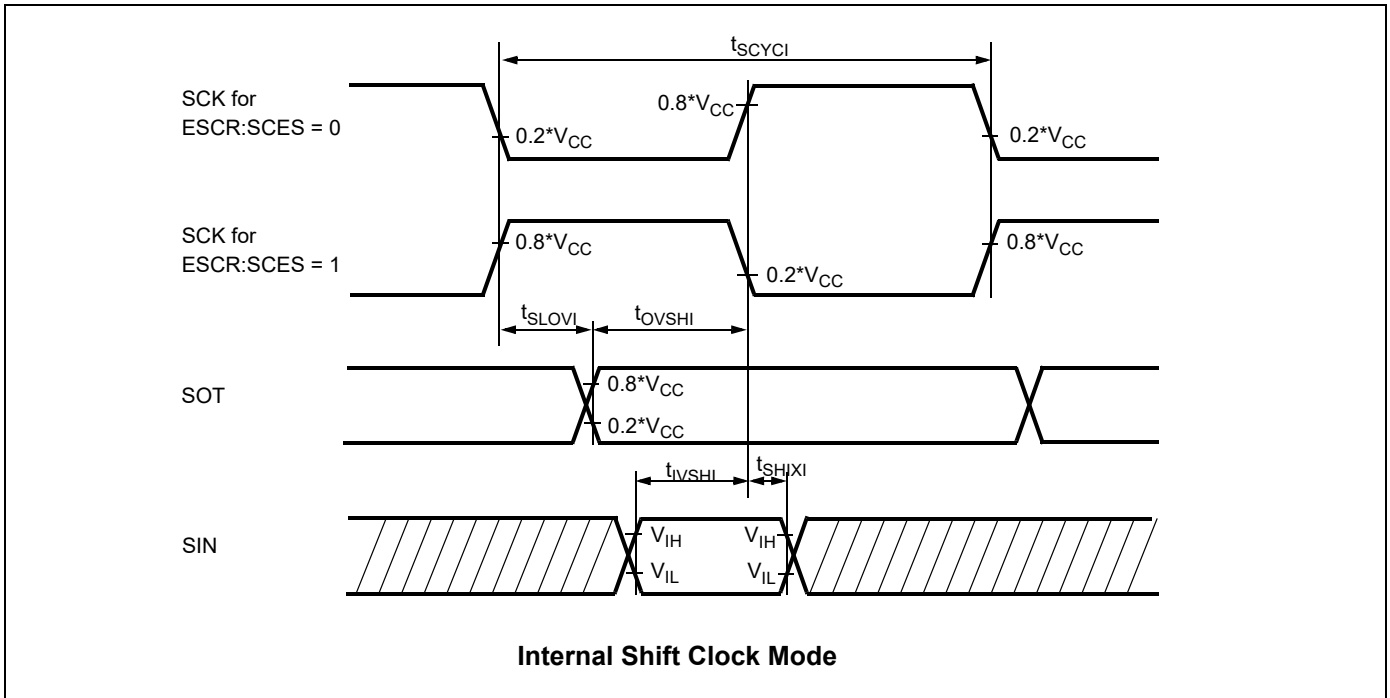 tSCYCI
SCK for
ESCR:SCES = 0
0.8*VCC
0.2*VCC
0.2*VCC
SCK for
ESCR:SCES = 1
0.8*VCC
0.2*VCC
0.8*VCC
tSLOVI
tOVSHI
SOT
0.8*VCC
0.2*VCC
tIVSHI
tSHIXI
SIN
VIH
VIH
VIL
VIL
Internal Shift Clock Mode